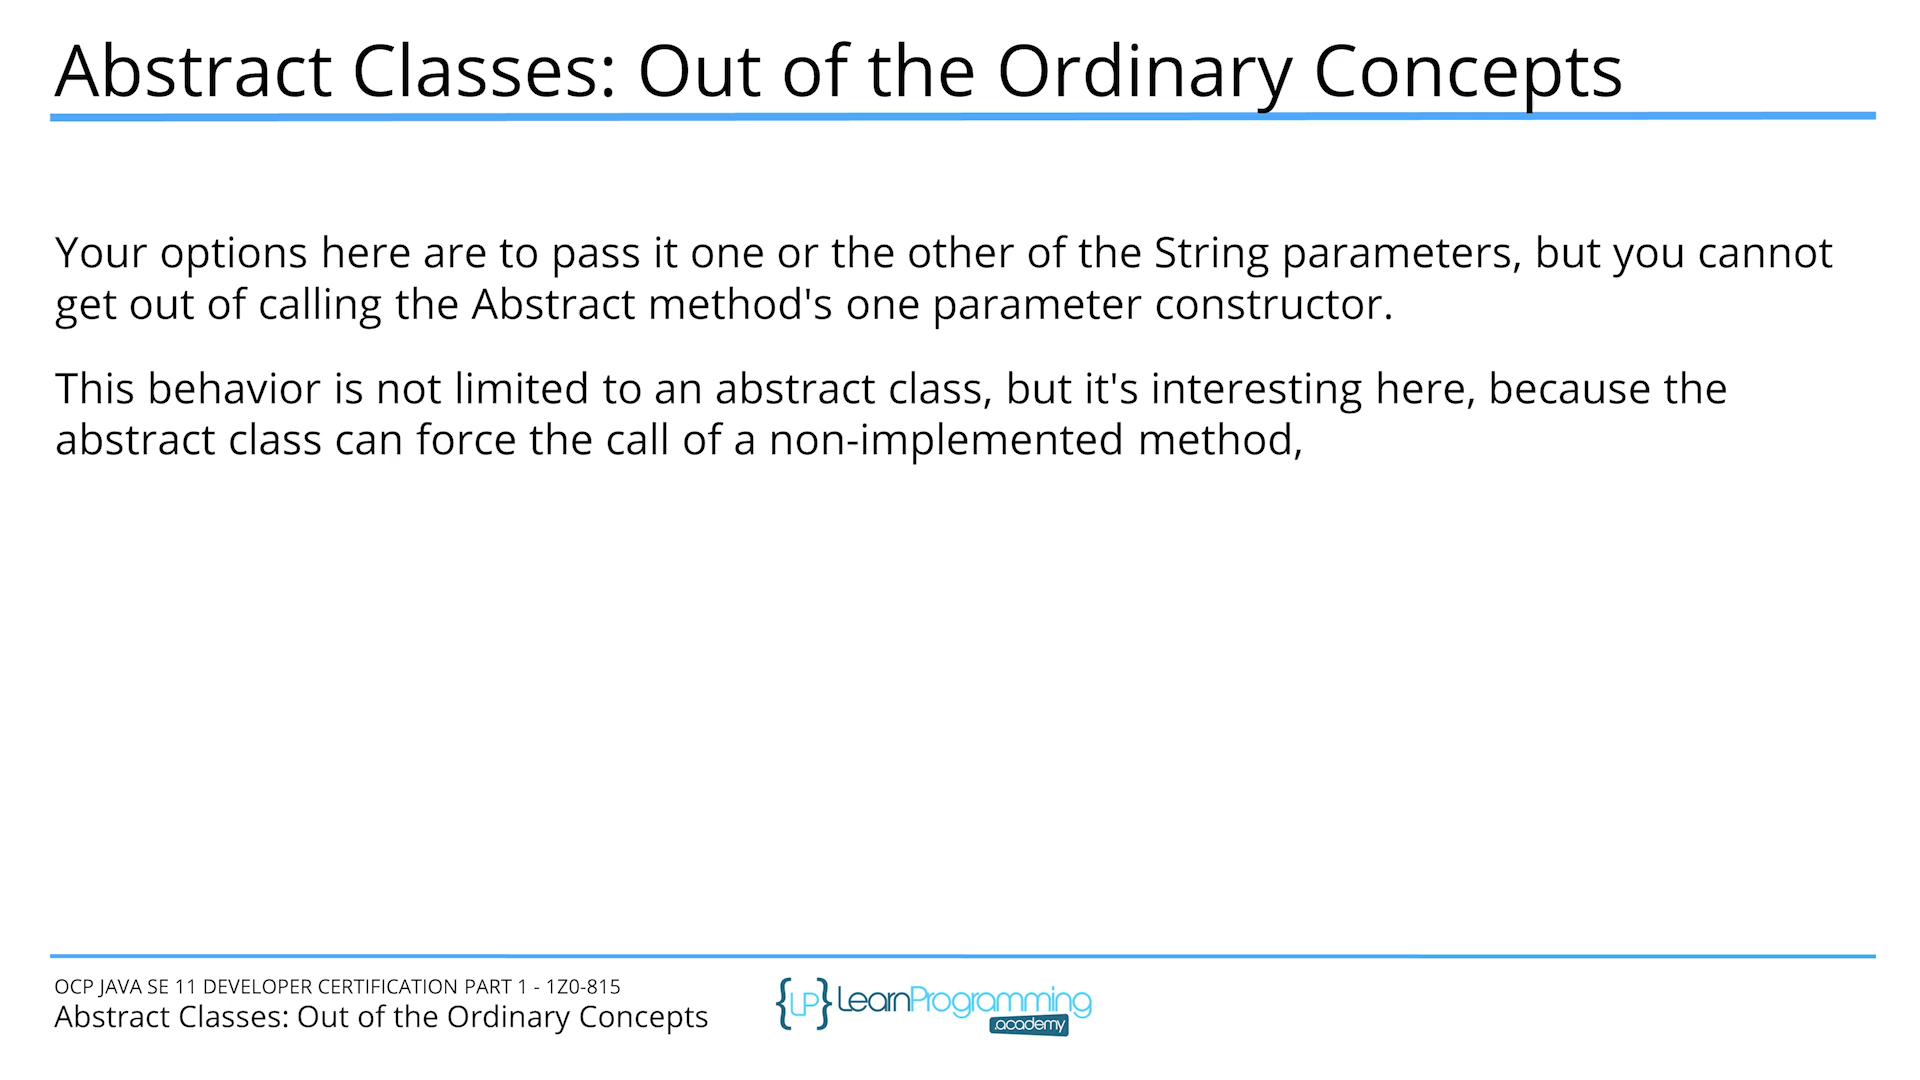 Abstract Classes: Out of the Ordinary Concepts
Your options here are to pass it one or the other of the String parameters, but you cannot
get out of calling the Abstract method's one parameter constructor.
This behavior is not limited to an abstract class, but it's interesting here, because the
abstract class can force the call of a non-implemented method,
OCP JAVA SE 11 DEVELOPER CERTIFICATION PART 1 - 1Z0-815
Abstract Classes: Out of the Ordinary Concepts
{LP} LearnProgramming
.academy